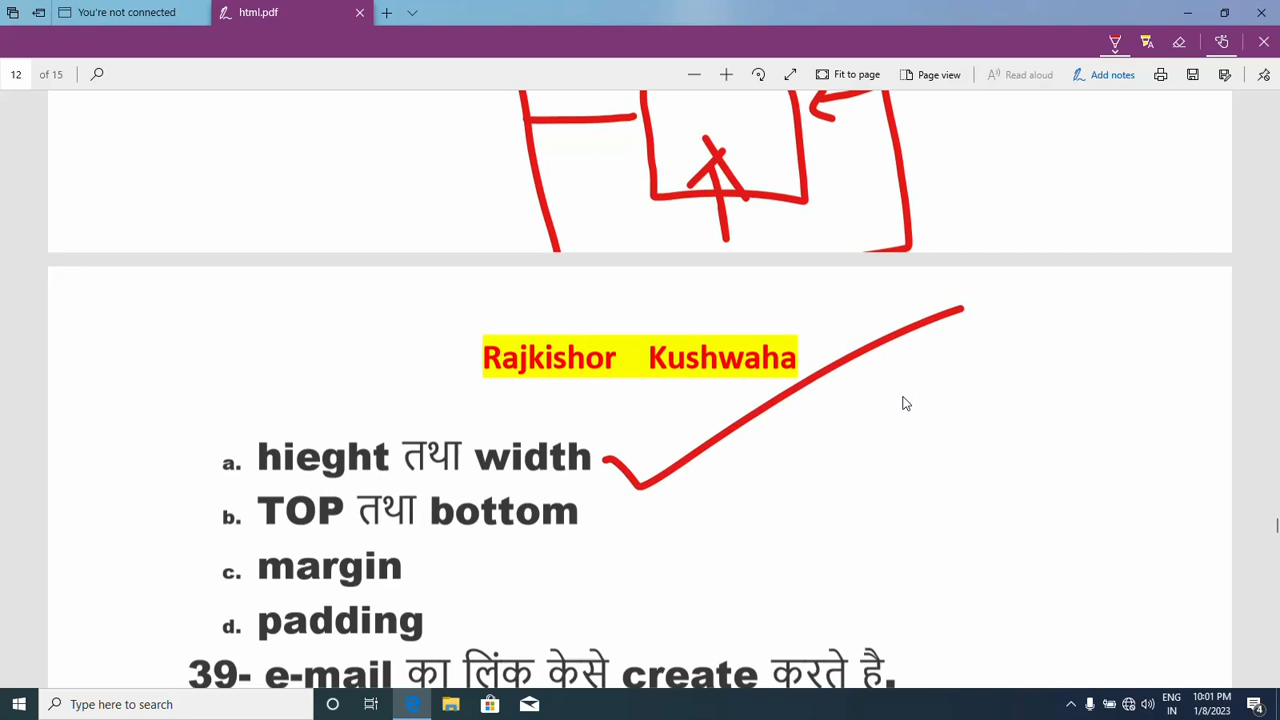 You're not connected
html.pdf
12 of 15
Fit to page
Page view
Read aloud
Add notes
Rajkishor Kushwaha
a. hieght तथा width
b. TOP तथा bottom
c. margin
d. padding
39- e-mail का लिंक केसे create करते है.
Type here to search
ENG
IN
10:01 PM
1/8/2023
4